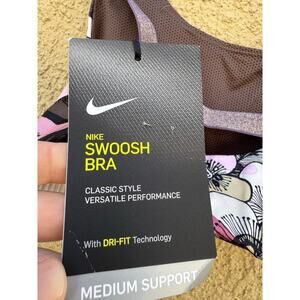 NIKE
SWOOSH
BRA
CLASSIC STYLE
VERSATILE PERFORMANCE
With DRI-FIT Technology
MEDIUM SUPPORT